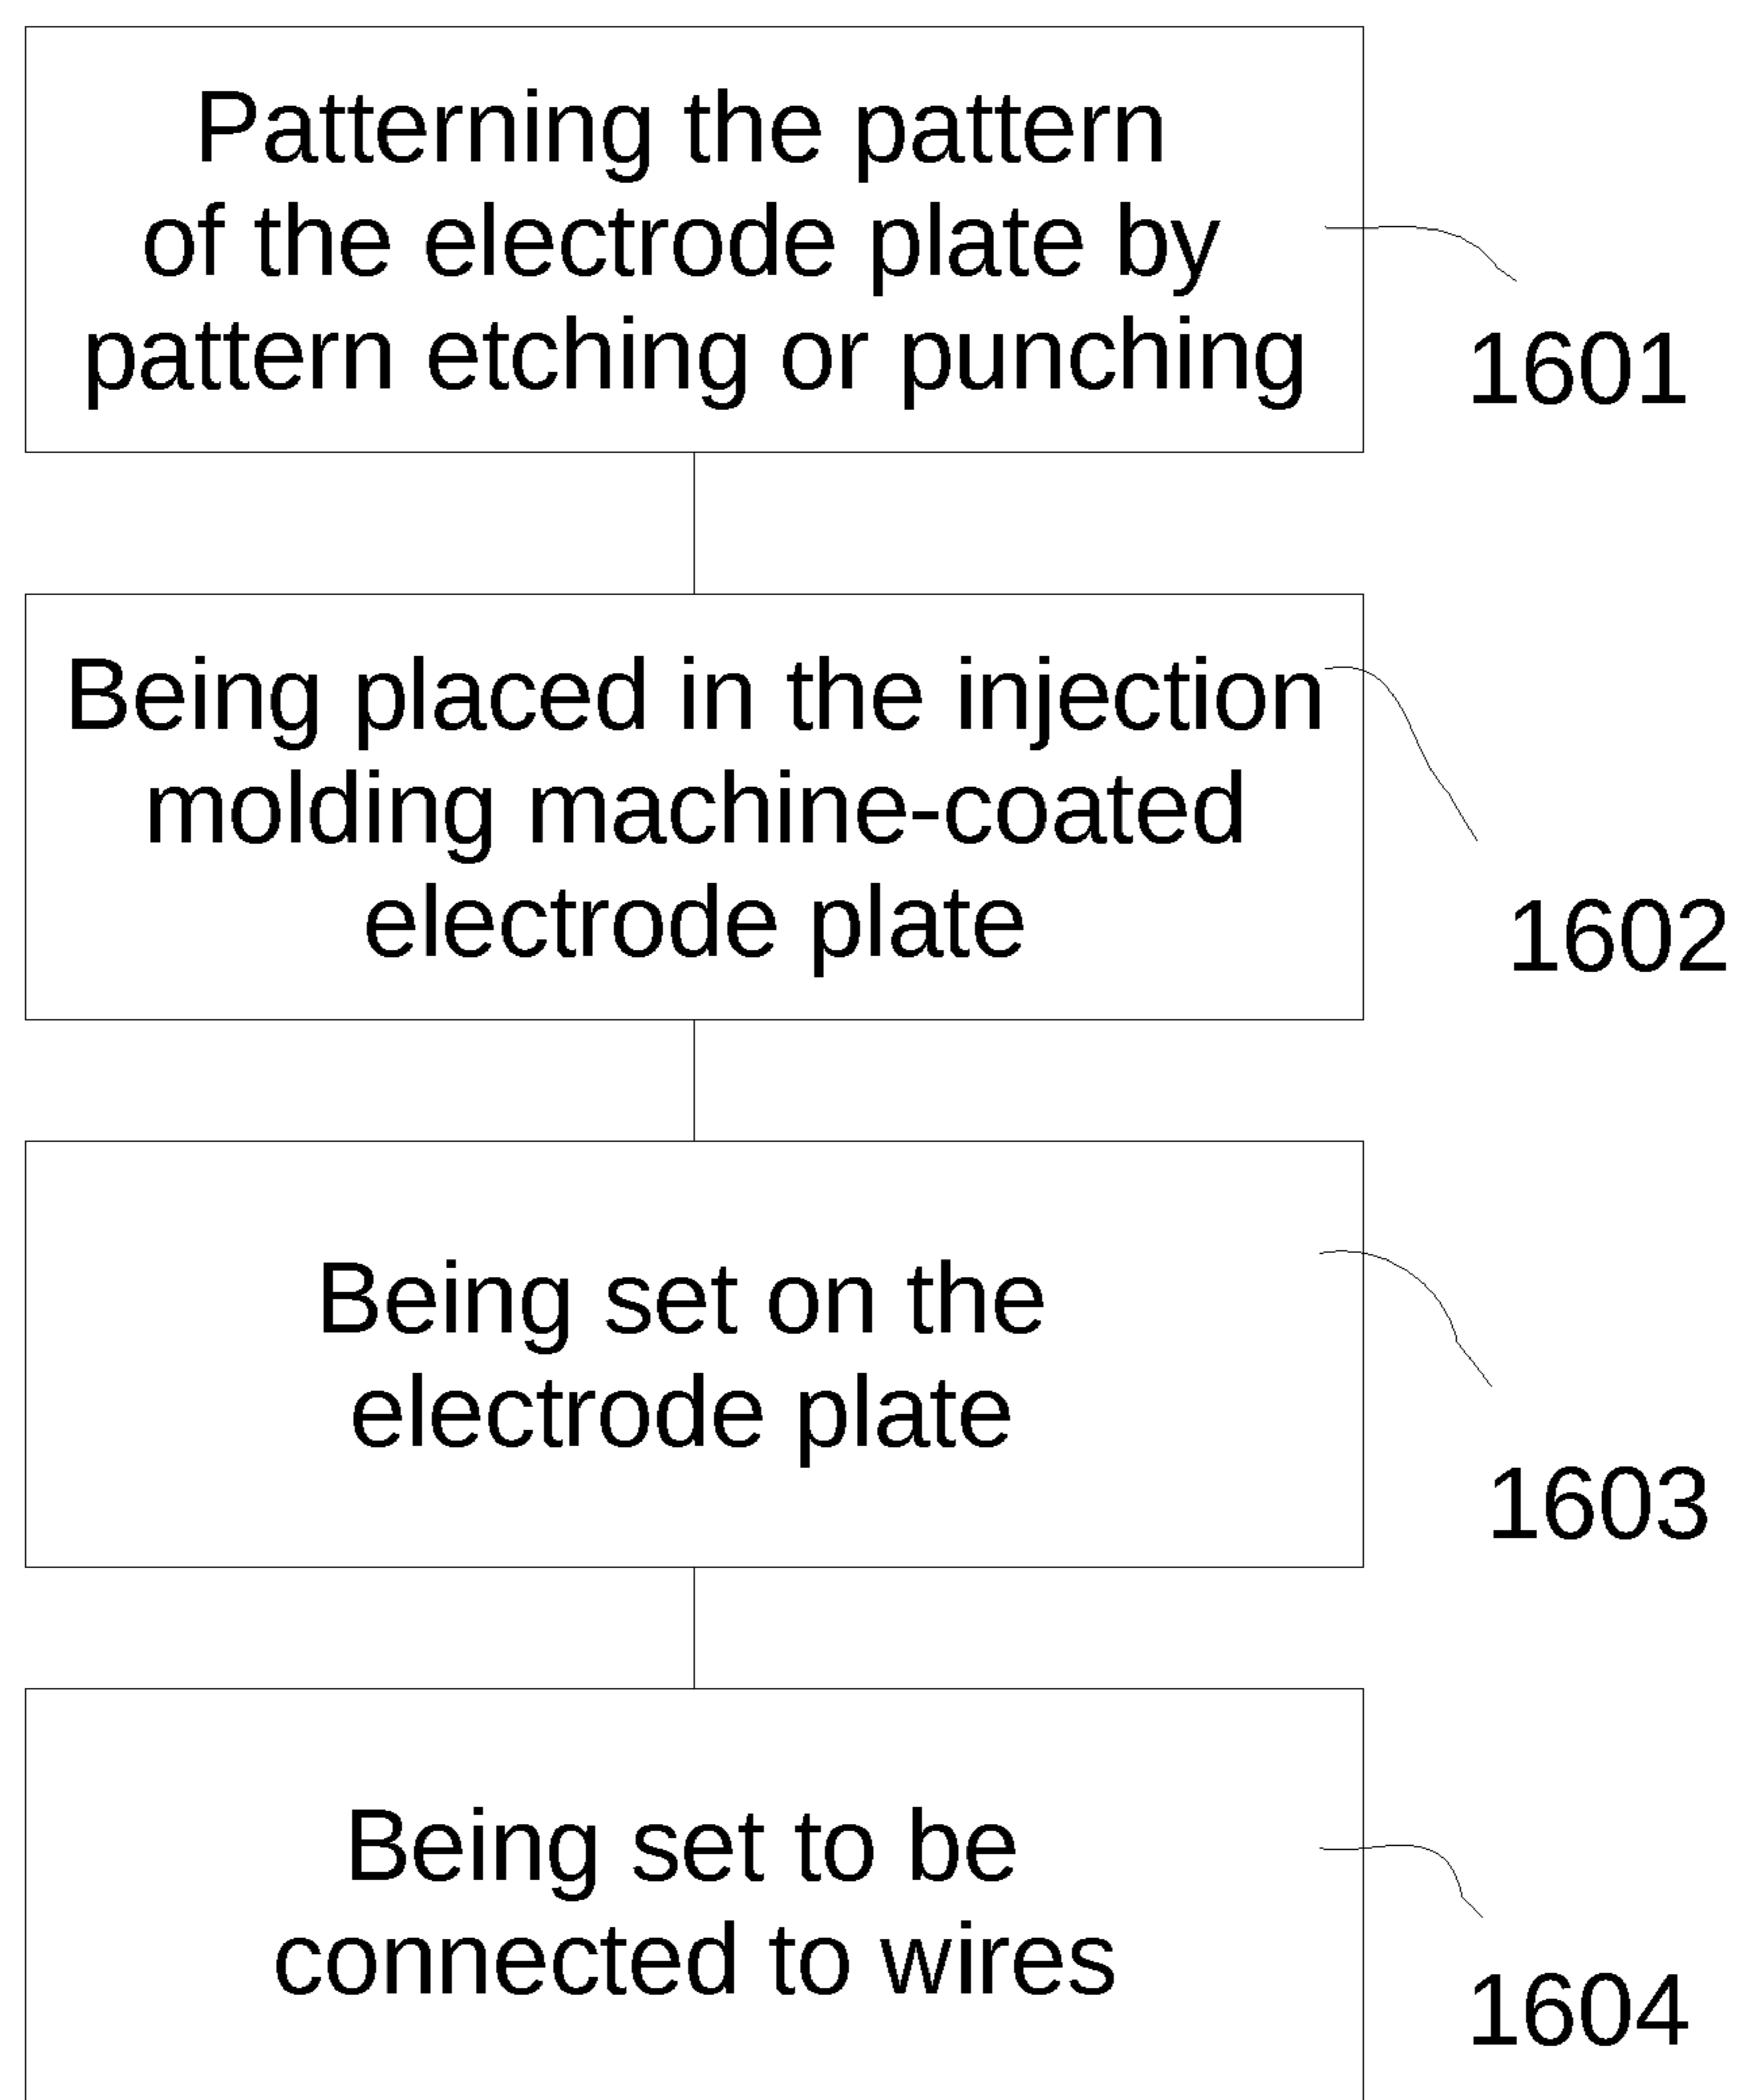 Patterning the pattern
of the electrode plate by
pattern etching or punching
1601
Being placed in the injection
molding machine-coated
electrode plate
1602
Being set on the
electrode plate
1603
Being set to be
connected to wires
1604